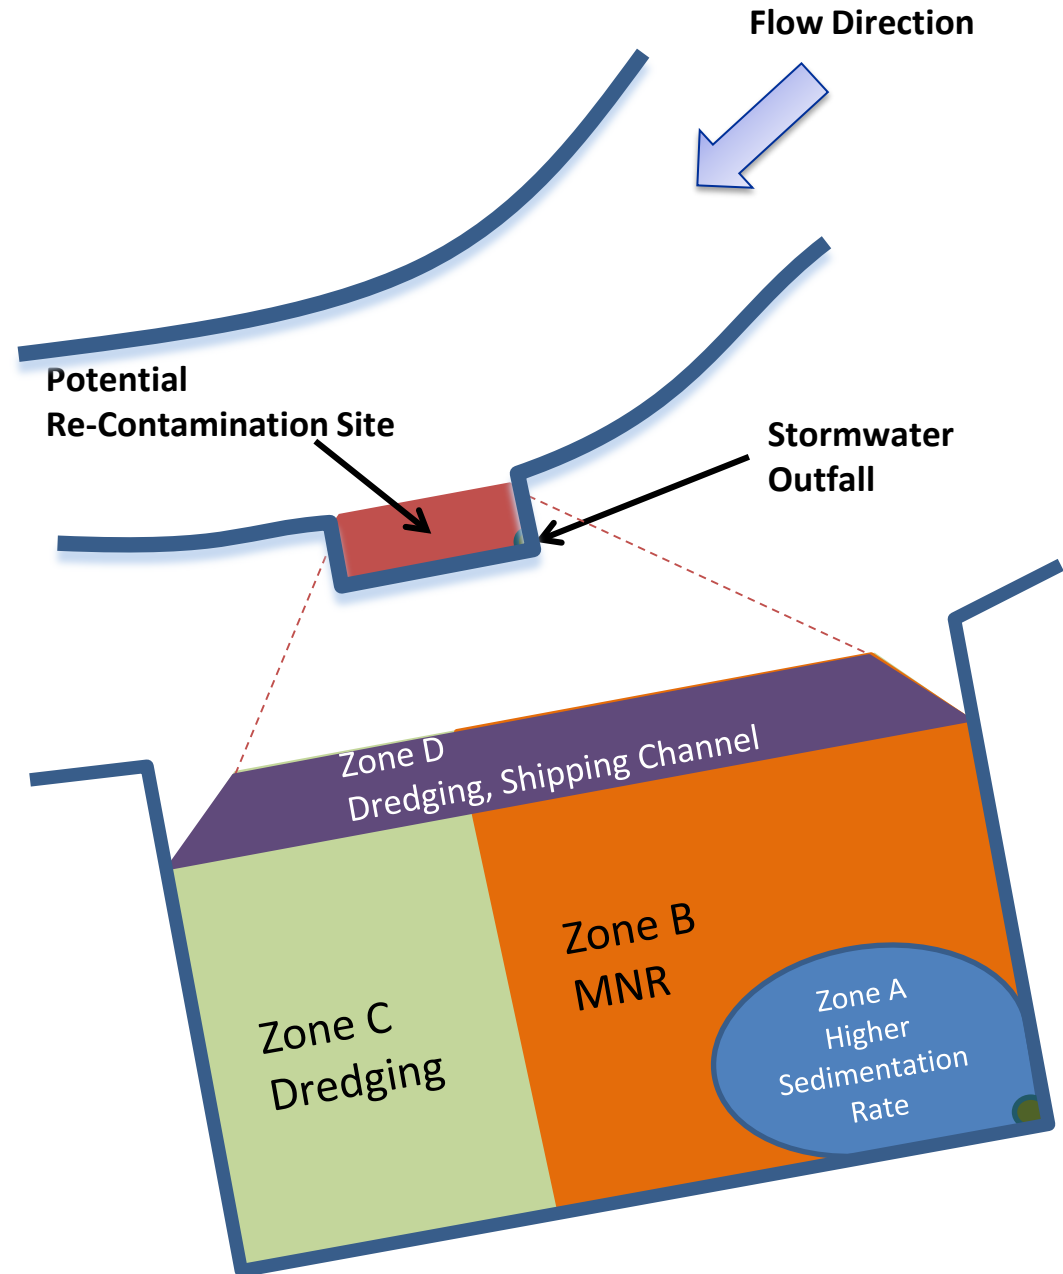 Flow Direction
Potential
Re-Contamination Site
Stormwater
Outfall
Zone D
Dredging, Shipping Channel
Zone B
MNR
Zone A
Higher
Sedimentation
Rate
Zone C
Dredging